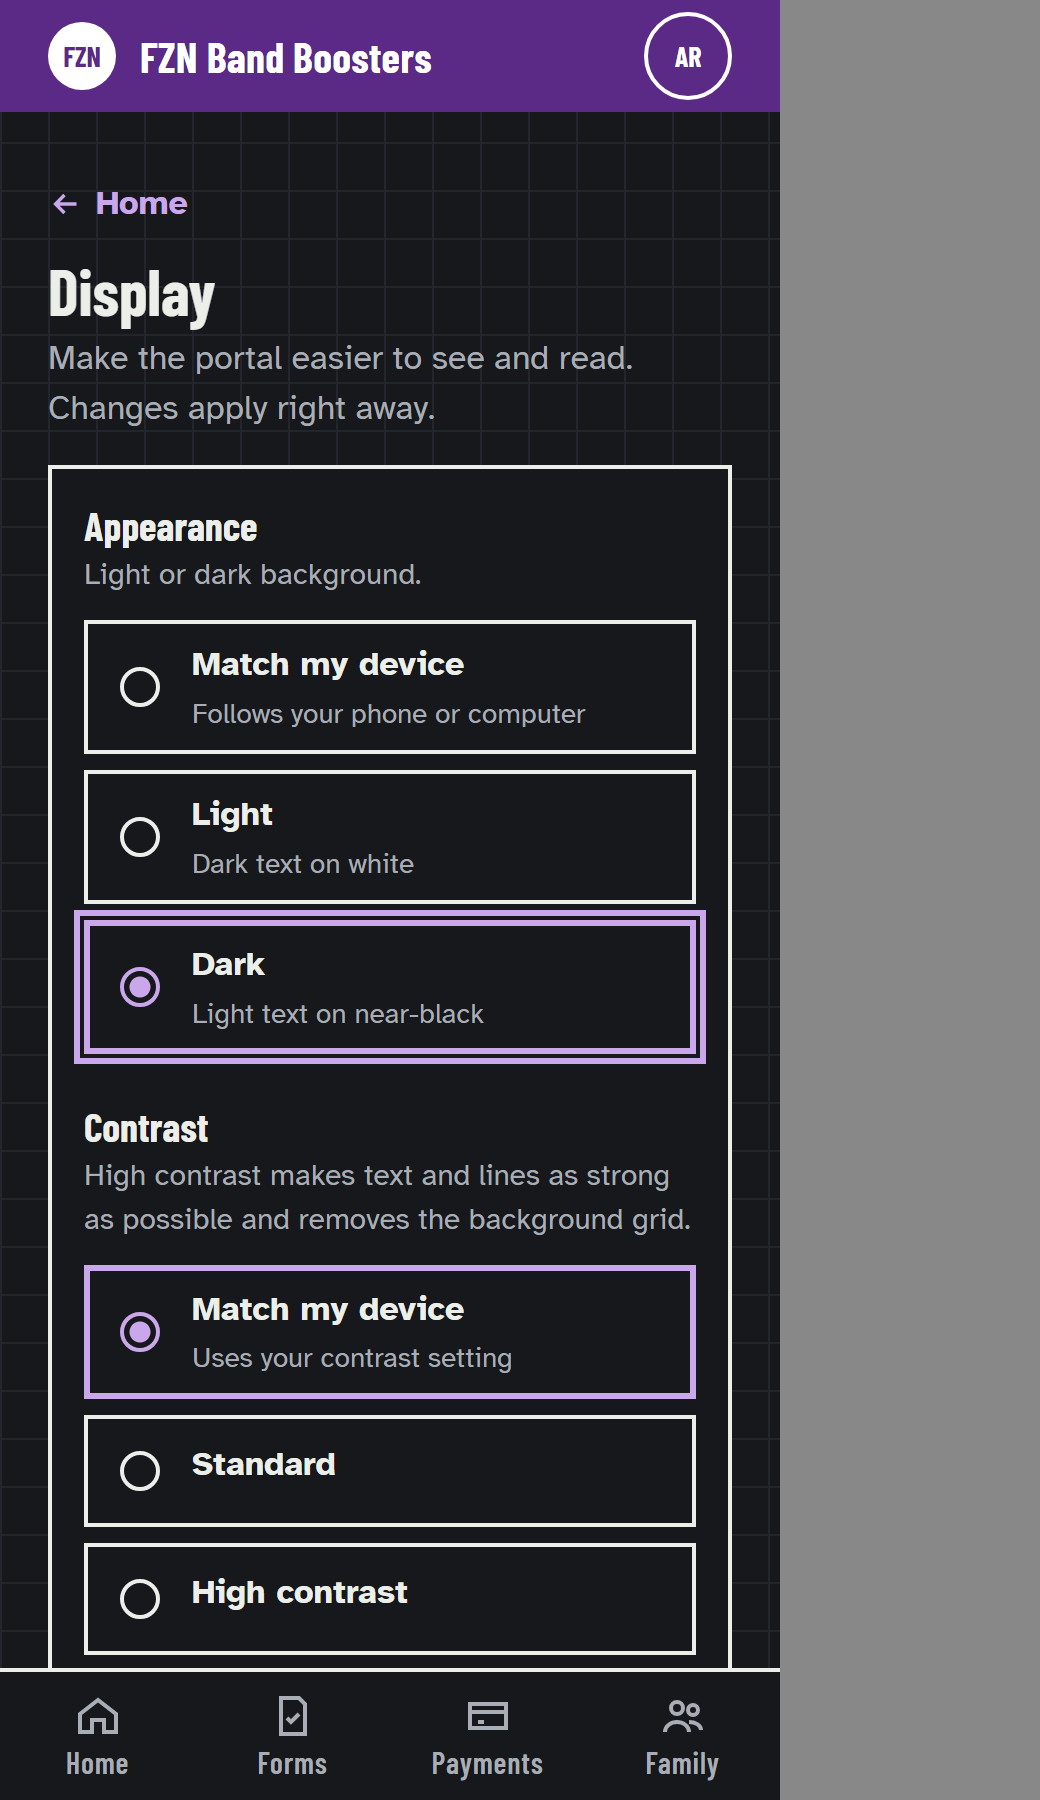 FZN
FZN Band Boosters
AR
Home
Display
Make the portal easier to see and read.
Changes apply right away.
Appearance
Light or dark background.
Match my device
Follows your phone or computer
Light
Dark text on white
Dark
Light text on near-black
Contrast
High contrast makes text and lines as strong
as possible and removes the background grid.
Match my device
Uses your contrast setting
Standard
High contrast
Home
Forms
Payments
Family